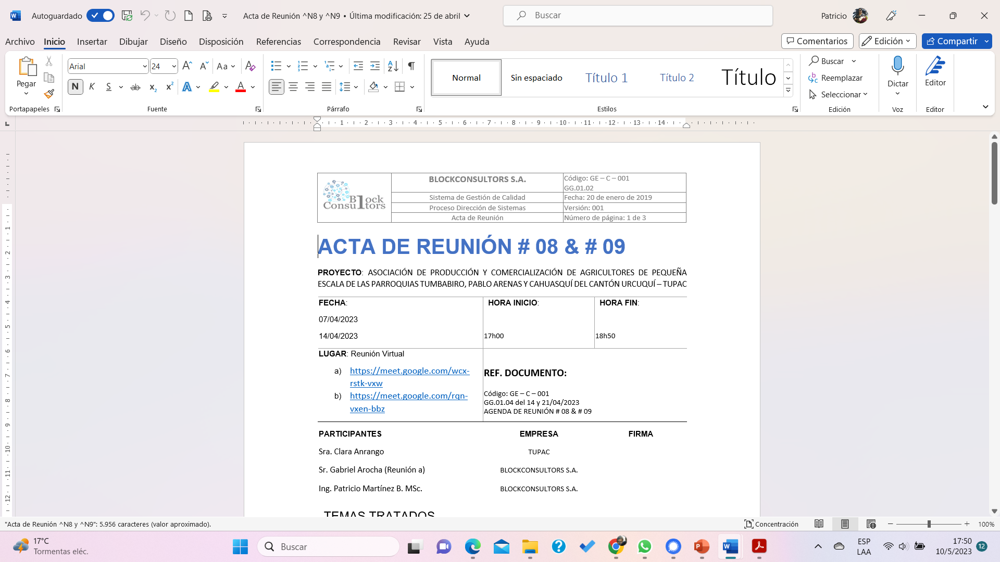 Autoguardado
Acta de Reunión ^N8 y ^N9 • Última modificación: 25 de abril
Buscar
Patricio
Archivo Inicio Insertar Dibujar Diseño Disposición Referencias Correspondencia Revisar Vista Ayuda
Comentarios Edición Compartir
Pegar
Portapapeles
Arial 24
Aa
N K S ab x₂ x² A A
Fuente
Párrafo
Normal Sin espaciado Título 1 Título 2 Título
Estilos
Buscar
Reemplazar
Seleccionar
Edición
Dictar
Voz
Editor
Editor
1 2 3 4 5 6 7 8 9 10 11 12 13 14
1 2 3 4 5 6 7 8 9 10 11 12
Block
Consultors
BLOCKCONSULTORS S.A.
Código: GE – C – 001
GG.01.02
Sistema de Gestión de Calidad
Fecha: 20 de enero de 2019
Proceso Dirección de Sistemas
Versión: 001
Acta de Reunión
Número de página: 1 de 3
ACTA DE REUNIÓN # 08 & # 09
PROYECTO: ASOCIACIÓN DE PRODUCCIÓN Y COMERCIALIZACIÓN DE AGRICULTORES DE PEQUEÑA
ESCALA DE LAS PARROQUIAS TUMBABIRO, PABLO ARENAS Y CAHUASQUÍ DEL CANTÓN URCUQUÍ – TUPAC
FECHA: HORA INICIO: HORA FIN:
07/04/2023
14/04/2023 17h00 18h50
LUGAR: Reunión Virtual
a) https://meet.google.com/wcx-
rstk-vxw
b) https://meet.google.com/rqn-
vxen-bbz
REF. DOCUMENTO:
Código: GE – C – 001
GG.01.04 del 14 y 21/04/2023
AGENDA DE REUNIÓN # 08 & # 09
PARTICIPANTES EMPRESA FIRMA
Sra. Clara Anrango TUPAC
Sr. Gabriel Arocha (Reunión a) BLOCKCONSULTORS S.A.
Ing. Patricio Martínez B. MSc. BLOCKCONSULTORS S.A.
TEMAS TRATADOS
"Acta de Reunión ^N8 y ^N9": 5.956 caracteres (valor aproximado).
Concentración
100%
17°C
Tormentas eléc.
Buscar
ESP
LAA
17:50
10/5/2023
12